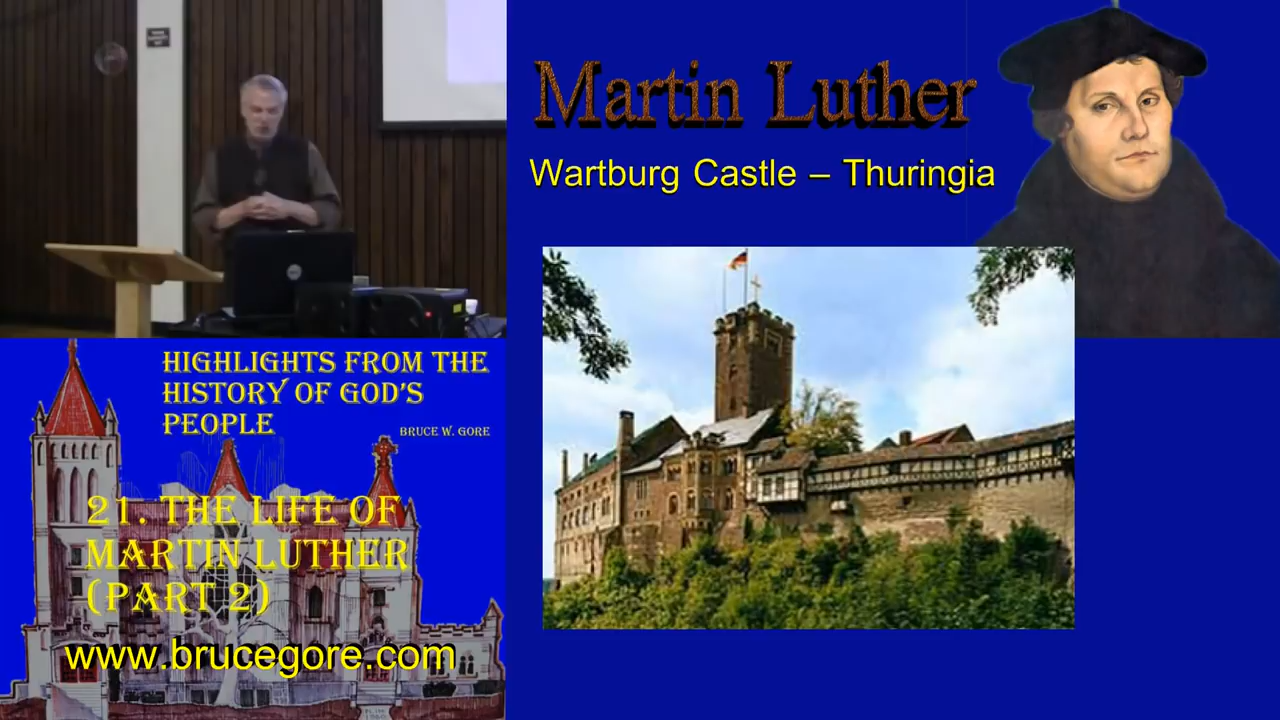 Martin Luther
Wartburg Castle – Thuringia
HIGHLIGHTS FROM THE
HISTORY OF GOD'S
PEOPLE
BRUCE W. GORE
21. THE LIFE OF
MARTIN LUTHER
(PART 2)
www.brucegore.com